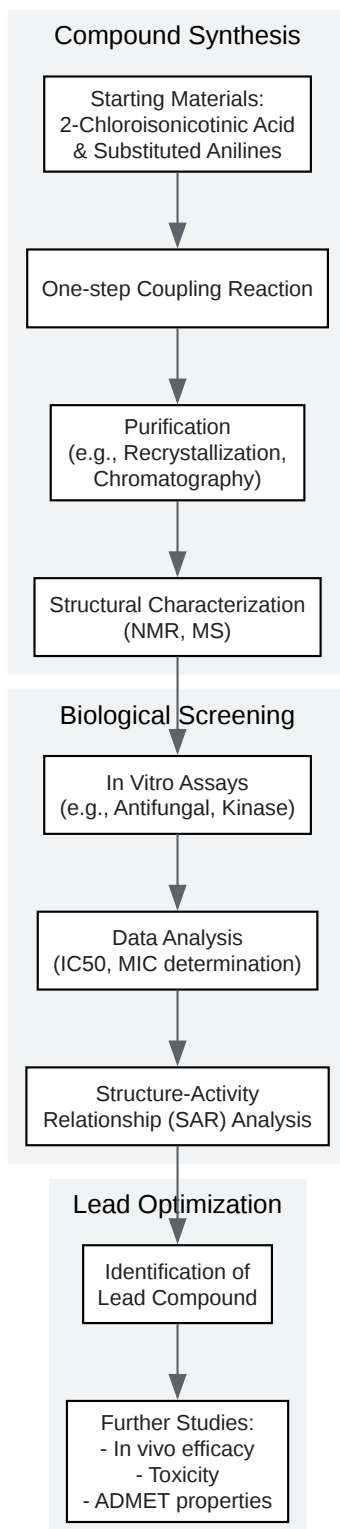 Compound Synthesis
Starting Materials:
2-Chloroisonicotinic Acid
& Substituted Anilines
One-step Coupling Reaction
Purification
(e.g., Recrystallization,
Chromatography)
Structural Characterization
(NMR, MS)
Biological Screening
In Vitro Assays
(e.g., Antifungal, Kinase)
Data Analysis
(IC50, MIC determination)
Structure-Activity
Relationship (SAR) Analysis
Lead Optimization
Identification of
Lead Compound
Further Studies:
- In vivo efficacy
- Toxicity
- ADMET properties